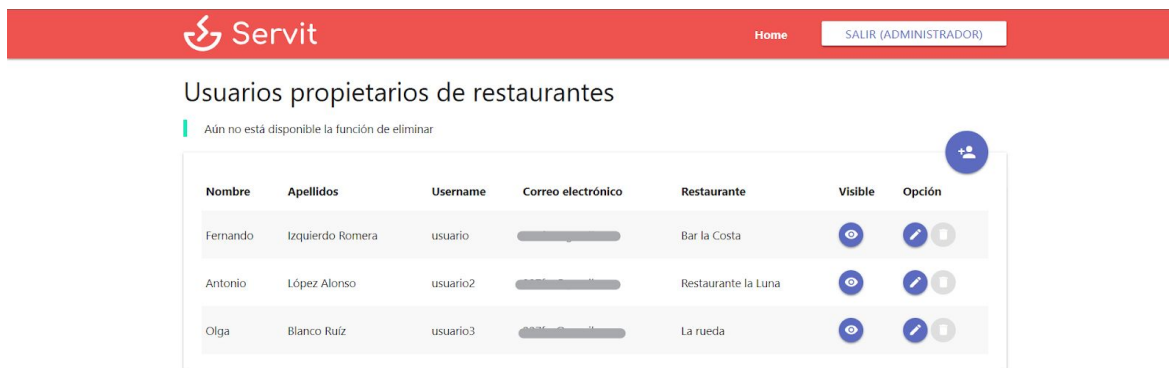 Servit
Home
SALIR (ADMINISTRADOR)
Usuarios propietarios de restaurantes
Aún no está disponible la función de eliminar
Nombre Apellidos Username Correo electrónico Restaurante Visible Opción
Fernando Izquierdo Romera usuario Bar la Costa
Antonio López Alonso usuario2 Restaurante la Luna
Olga Blanco Ruíz usuario3 La rueda